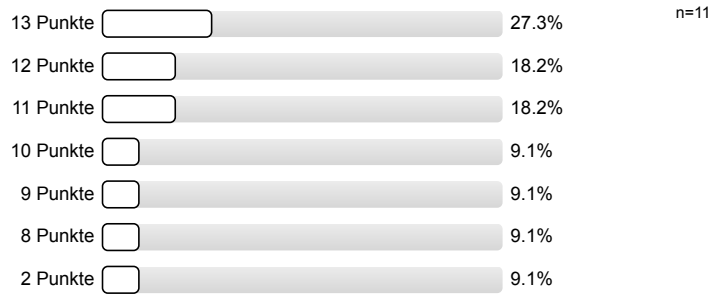 n=11
13 Punkte 27.3%
12 Punkte 18.2%
11 Punkte 18.2%
10 Punkte 9.1%
9 Punkte 9.1%
8 Punkte 9.1%
2 Punkte 9.1%